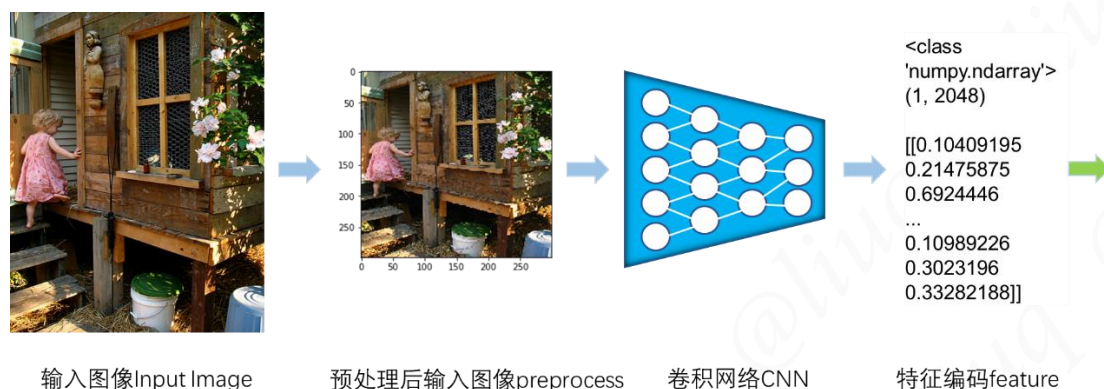 <class
'numpy.ndarray'>
(1, 2048)
[[0.10409195
0.21475875
0.6924446
...
0.10989226
0.3023196
0.33282188]]
0
50
100
150
200
250
0 50 100 150 200 250
输入图像Input Image
预处理后输入图像preprocess
卷积网络CNN
特征编码feature